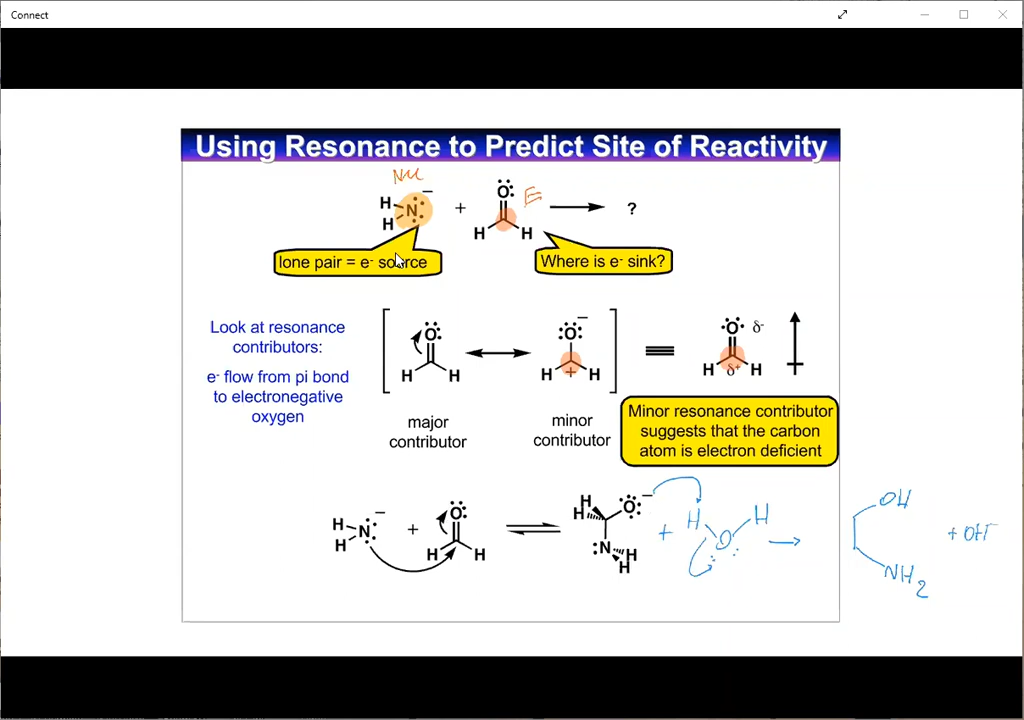 Connect
Using Resonance to Predict Site of Reactivity
Nu
H
N
H
−
+
O
E
H
H
?
lone pair = e- source
Where is e- sink?
Look at resonance
contributors:
e- flow from pi bond
to electronegative
oxygen
O
H
H
O
−
H
+
H
O
δ-
H
δ+
H
major
contributor
minor
contributor
Minor resonance contributor
suggests that the carbon
atom is electron deficient
H
N
H
−
+
O
H
H
H
H
O
−
N
H
H
+
H
O
H
OH
NH2
+ OH-